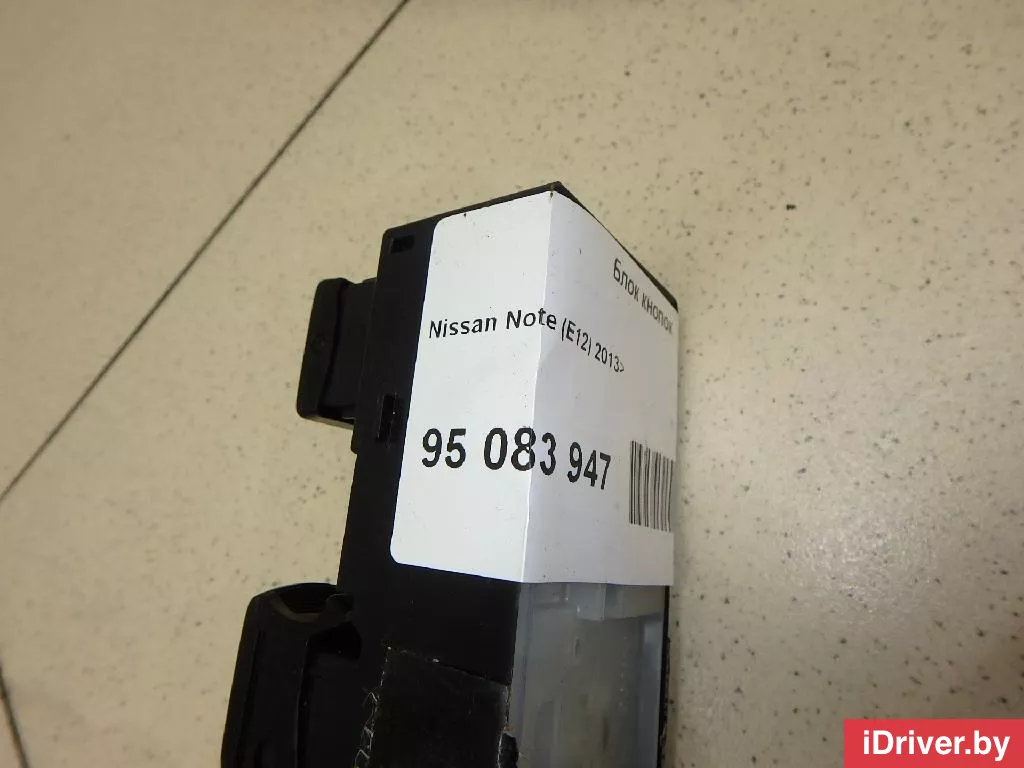 Блок кнопок
Nissan Note (E12) 2013>
95 083 947
iDriver.by